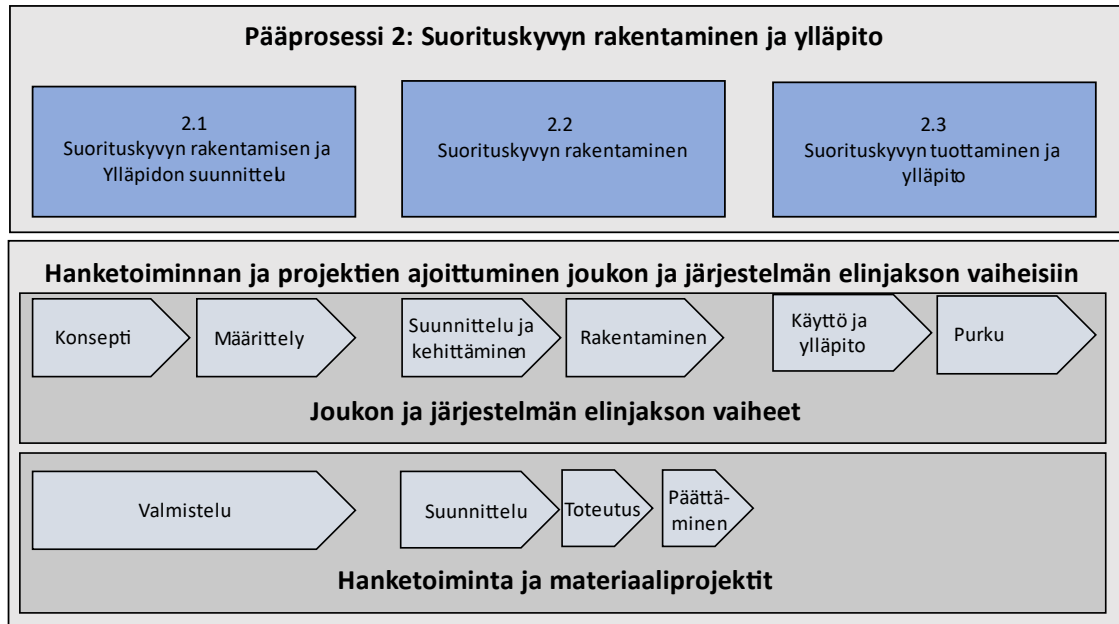 Pääprosessi 2: Suorituskyvyn rakentaminen ja ylläpito
2.1
Suorituskyvyn rakentamisen ja
Ylläpidon suunnittelu
2.2
Suorituskyvyn rakentaminen
2.3
Suorituskyvyn tuottaminen ja
ylläpito
Hanketoiminnan ja projektien ajoittuminen joukon ja järjestelmän elinjakson vaiheisiin
Konsepti
Määrittely
Suunnittelu ja
kehittäminen
Rakentaminen
Käyttö ja
ylläpito
Purku
Joukon ja järjestelmän elinjakson vaiheet
Valmistelu
Suunnittelu
Toteutus
Päättä-
minen
Hanketoiminta ja materiaaliprojektit